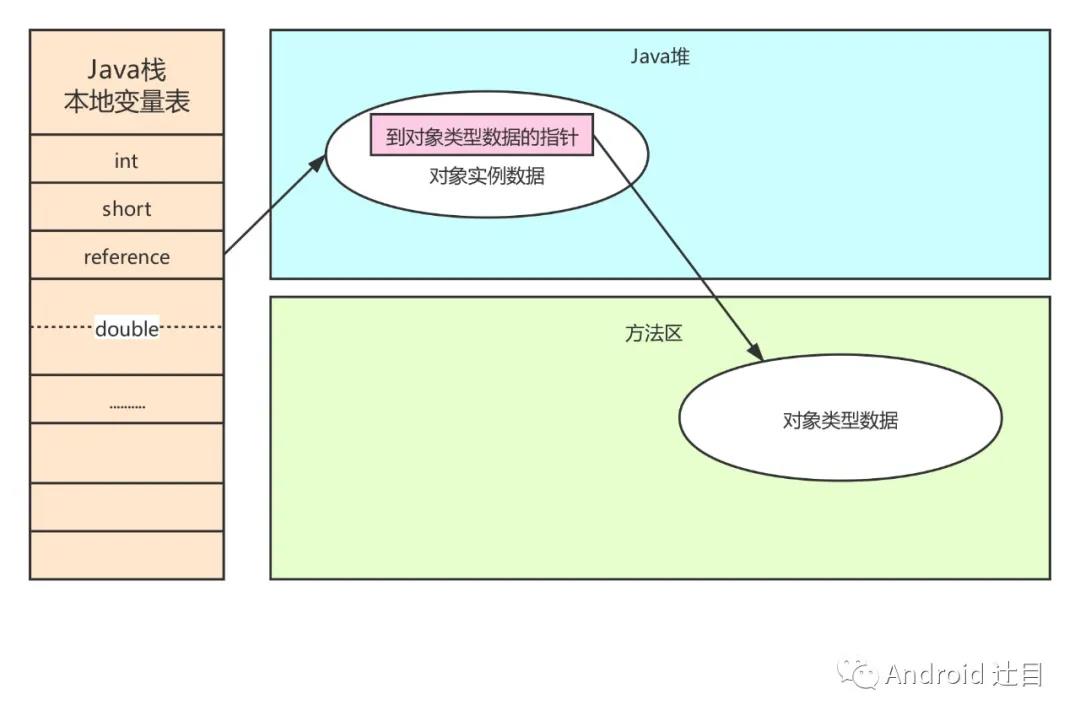 Java栈
本地变量表
int
short
reference
double
..........
Java堆
到对象类型数据的指针
对象实例数据
方法区
对象类型数据
Android 过目